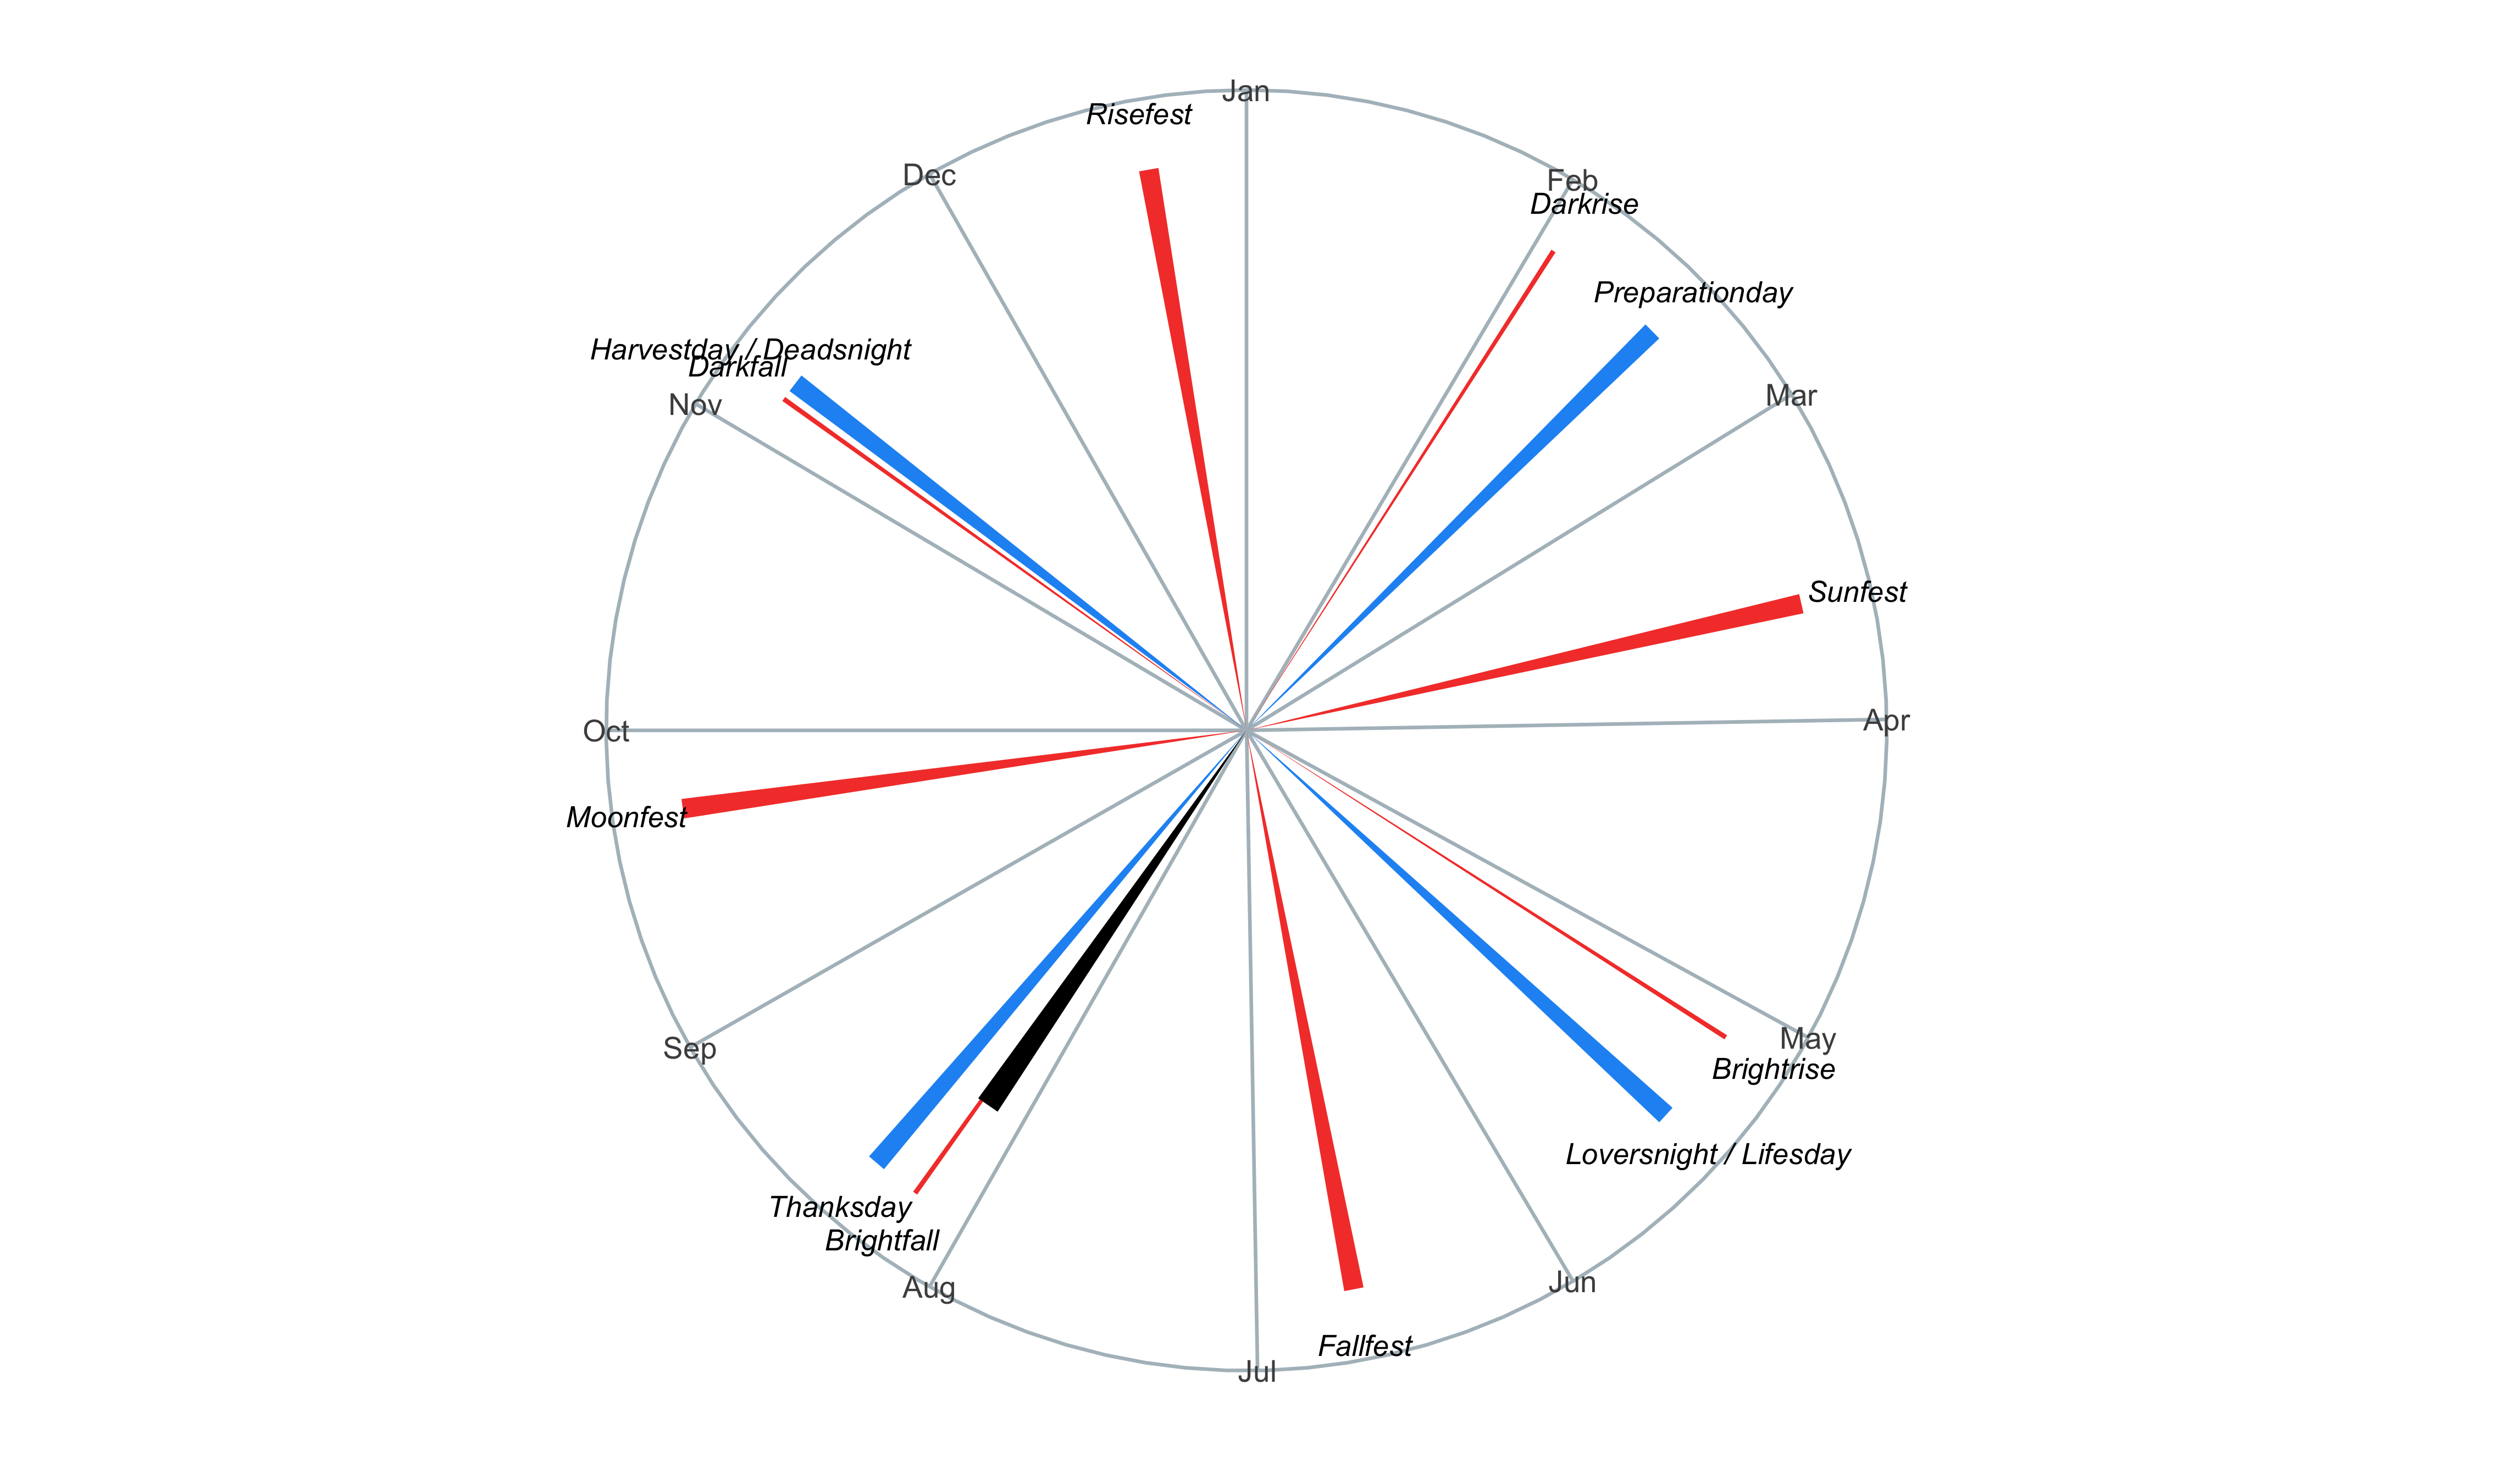 Jan
Risefest
Dec
Feb
Darkrise
Preparationday
Harvestday / Deadsnight
Darkfall
Nov
Mar
Sunfest
Oct
Apr
Moonfest
Sep
May
Brightrise
Loversnight / Lifesday
Thanksday
Brightfall
Aug
Jun
Fallfest
Jul